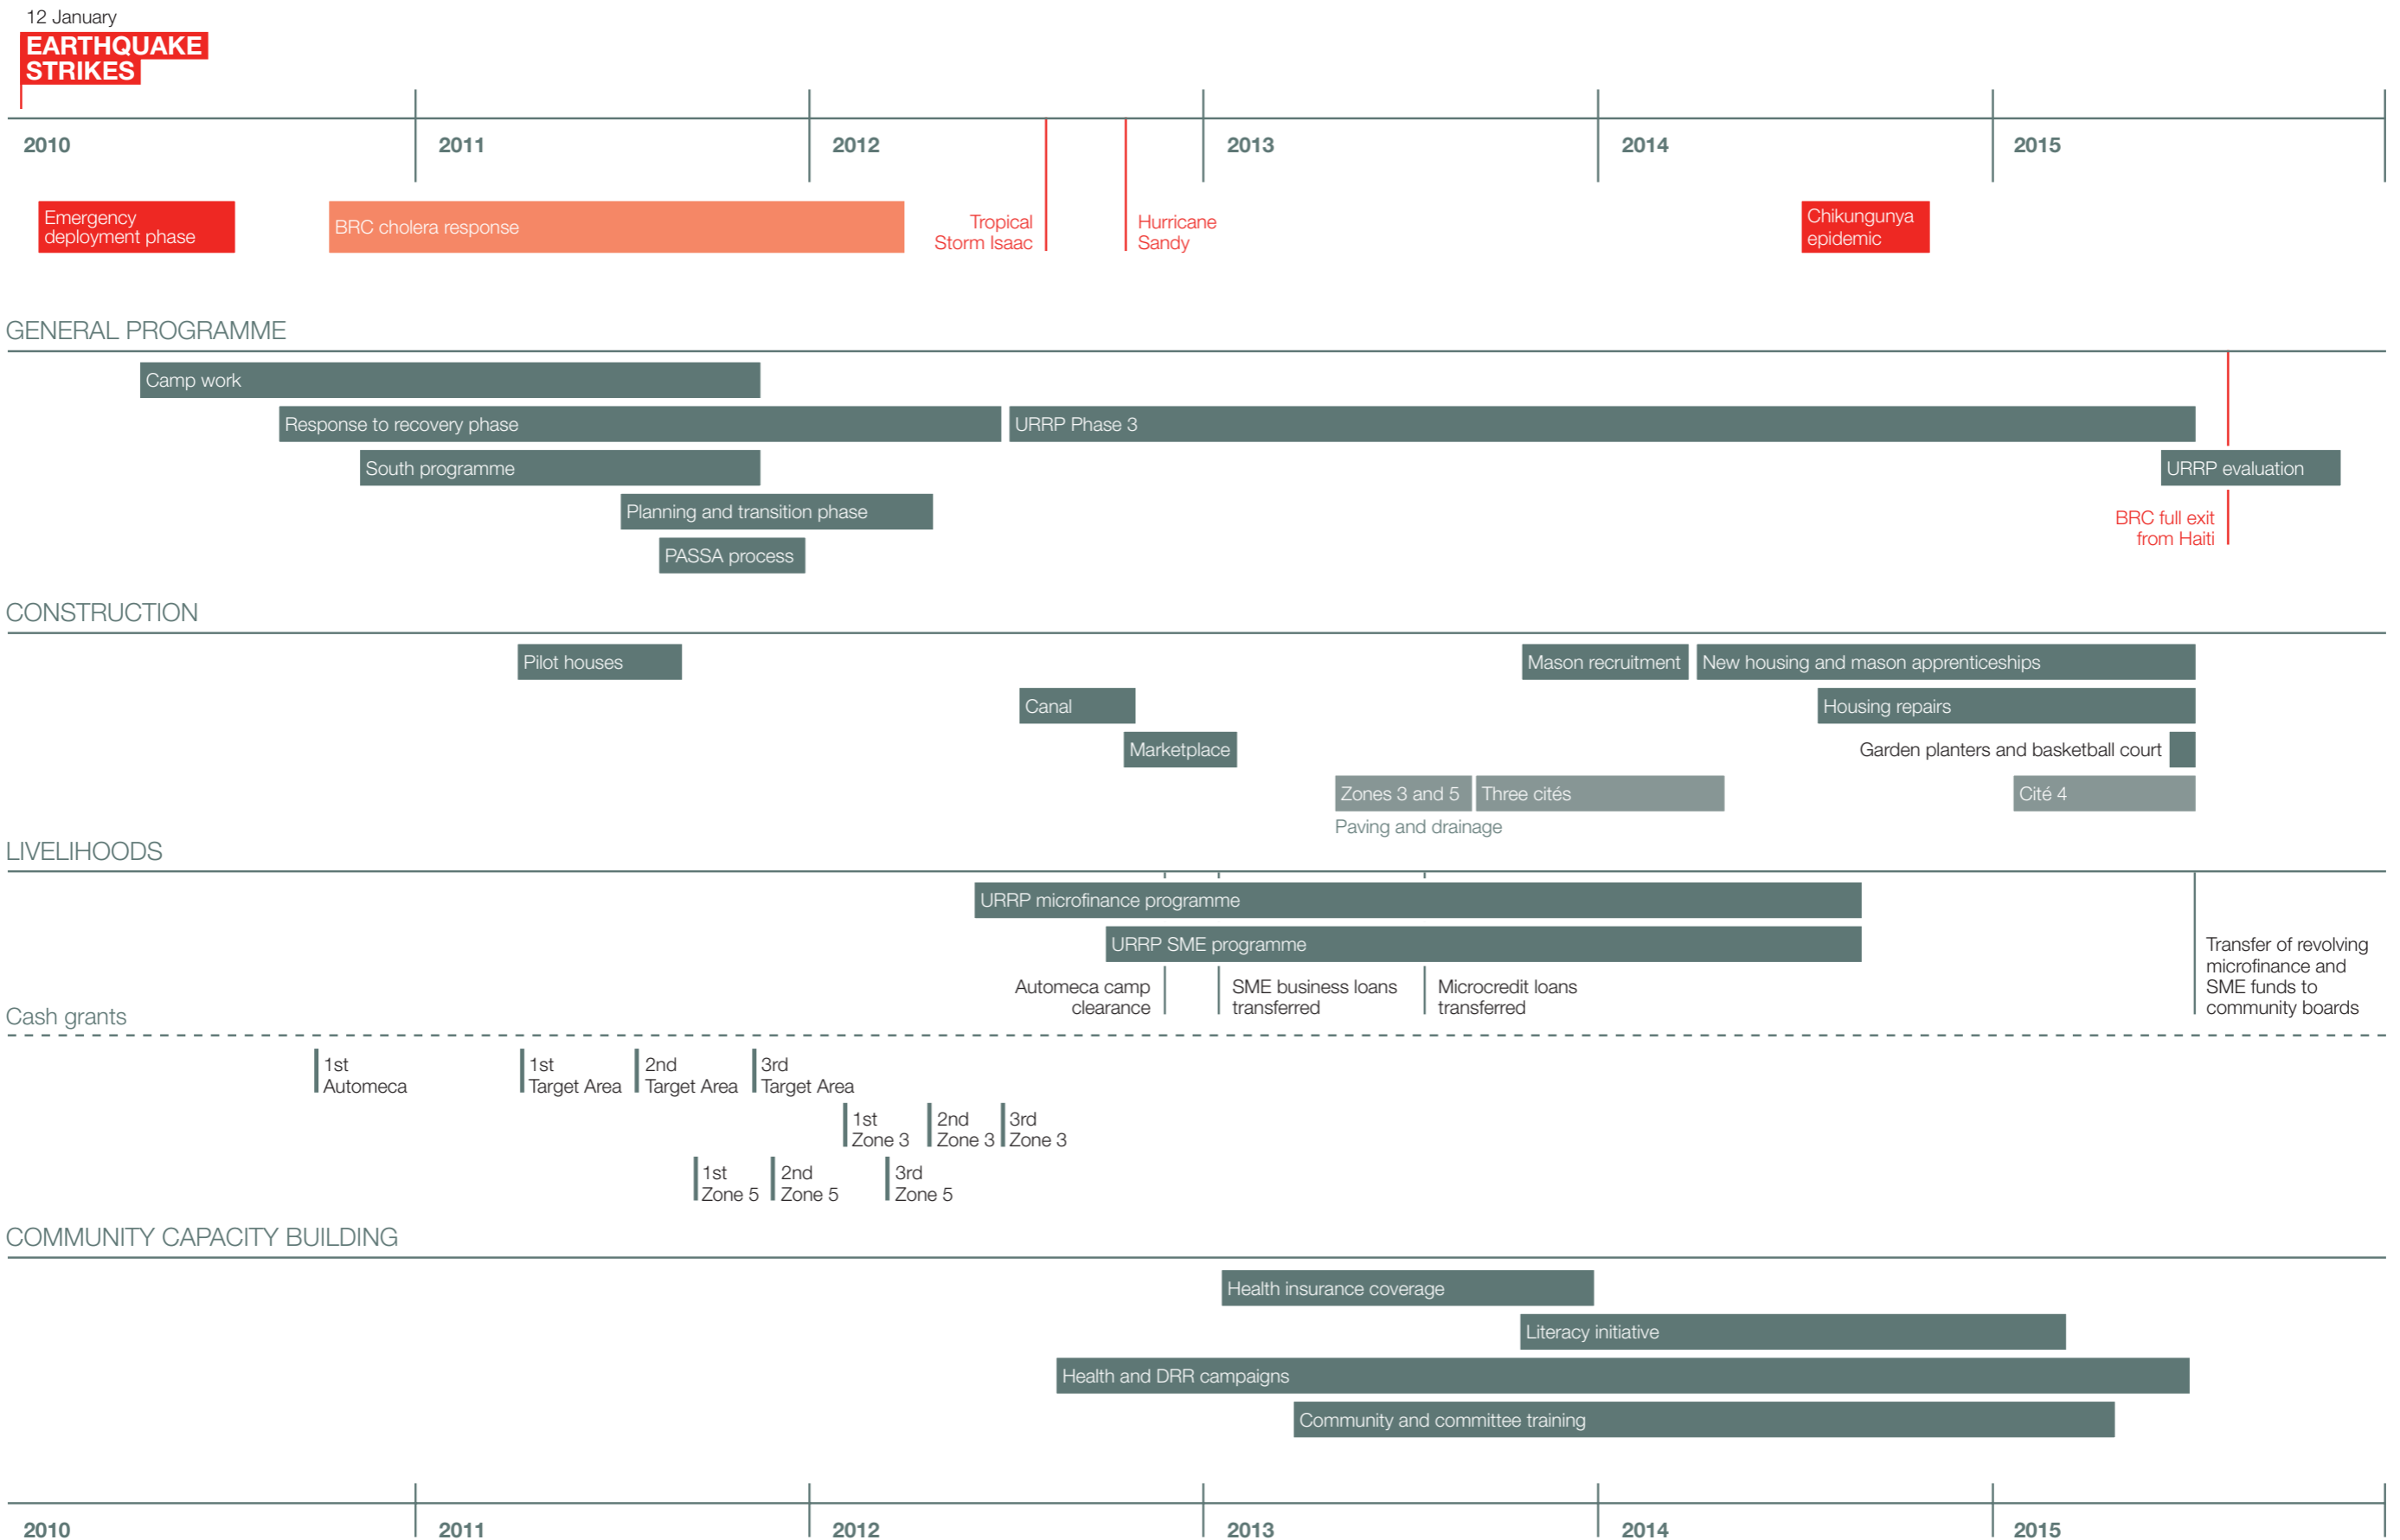 12 January
EARTHQUAKE
STRIKES
2010
2011
2012
2013
2014
2015
Emergency
deployment phase
BRC cholera response
Tropical
Storm Isaac
Hurricane
Sandy
Chikungunya
epidemic
GENERAL PROGRAMME
Camp work
Response to recovery phase
URRP Phase 3
South programme
URRP evaluation
Planning and transition phase
BRC full exit
from Haiti
PASSA process
CONSTRUCTION
Pilot houses
Mason recruitment
New housing and mason apprenticeships
Canal
Housing repairs
Marketplace
Garden planters and basketball court
Zones 3 and 5
Three cités
Cité 4
Paving and drainage
LIVELIHOODS
URRP microfinance programme
URRP SME programme
Automeca camp
clearance
SME business loans
transferred
Microcredit loans
transferred
Transfer of revolving
microfinance and
SME funds to
community boards
Cash grants
1st
Automeca
1st
Target Area
2nd
Target Area
3rd
Target Area
1st
Zone 3
2nd
Zone 3
3rd
Zone 3
1st
Zone 5
2nd
Zone 5
3rd
Zone 5
COMMUNITY CAPACITY BUILDING
Health insurance coverage
Literacy initiative
Health and DRR campaigns
Community and committee training
2010
2011
2012
2013
2014
2015